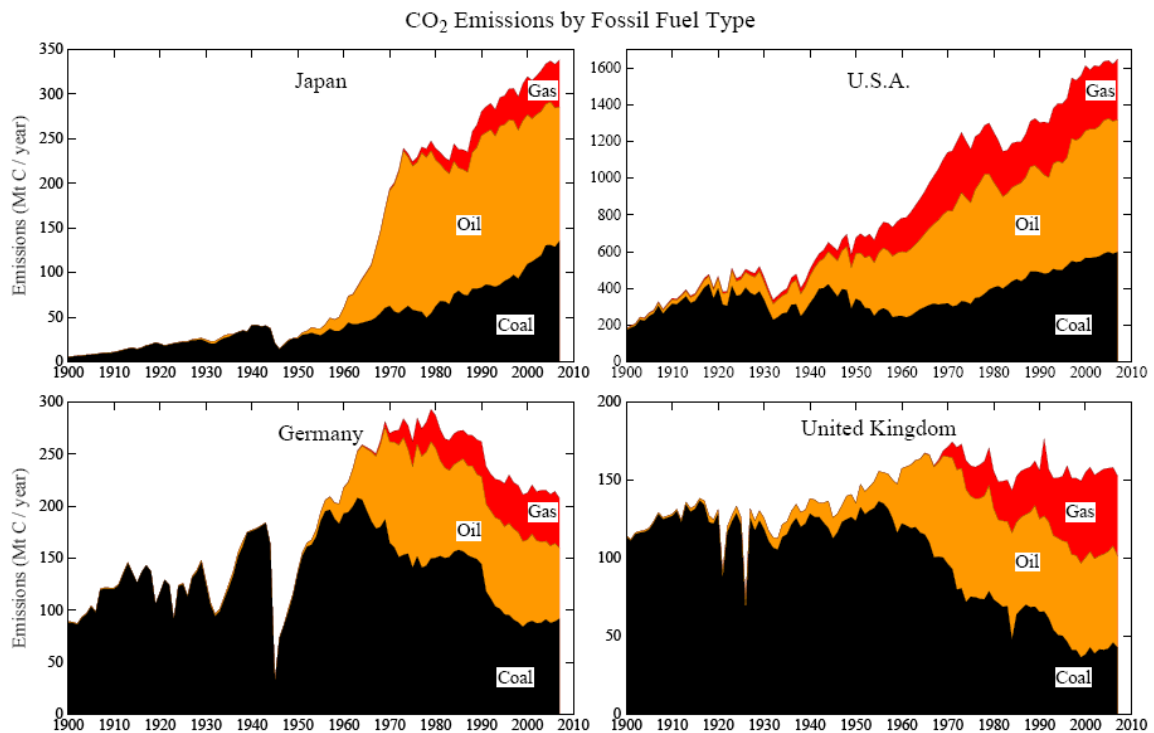 CO₂ Emissions by Fossil Fuel Type
Emissions (Mt C / year)
350
300
250
200
150
100
50
0
Japan
Gas
Oil
Coal
1900 1910 1920 1930 1940 1950 1960 1970 1980 1990 2000 2010
1600
1400
1200
1000
800
600
400
200
0
U.S.A.
Gas
Oil
Coal
1900 1910 1920 1930 1940 1950 1960 1970 1980 1990 2000 2010
Emissions (Mt C / year)
300
250
200
150
100
50
0
Germany
Gas
Oil
Coal
1900 1910 1920 1930 1940 1950 1960 1970 1980 1990 2000 2010
200
150
100
50
0
United Kingdom
Gas
Oil
Coal
1900 1910 1920 1930 1940 1950 1960 1970 1980 1990 2000 2010